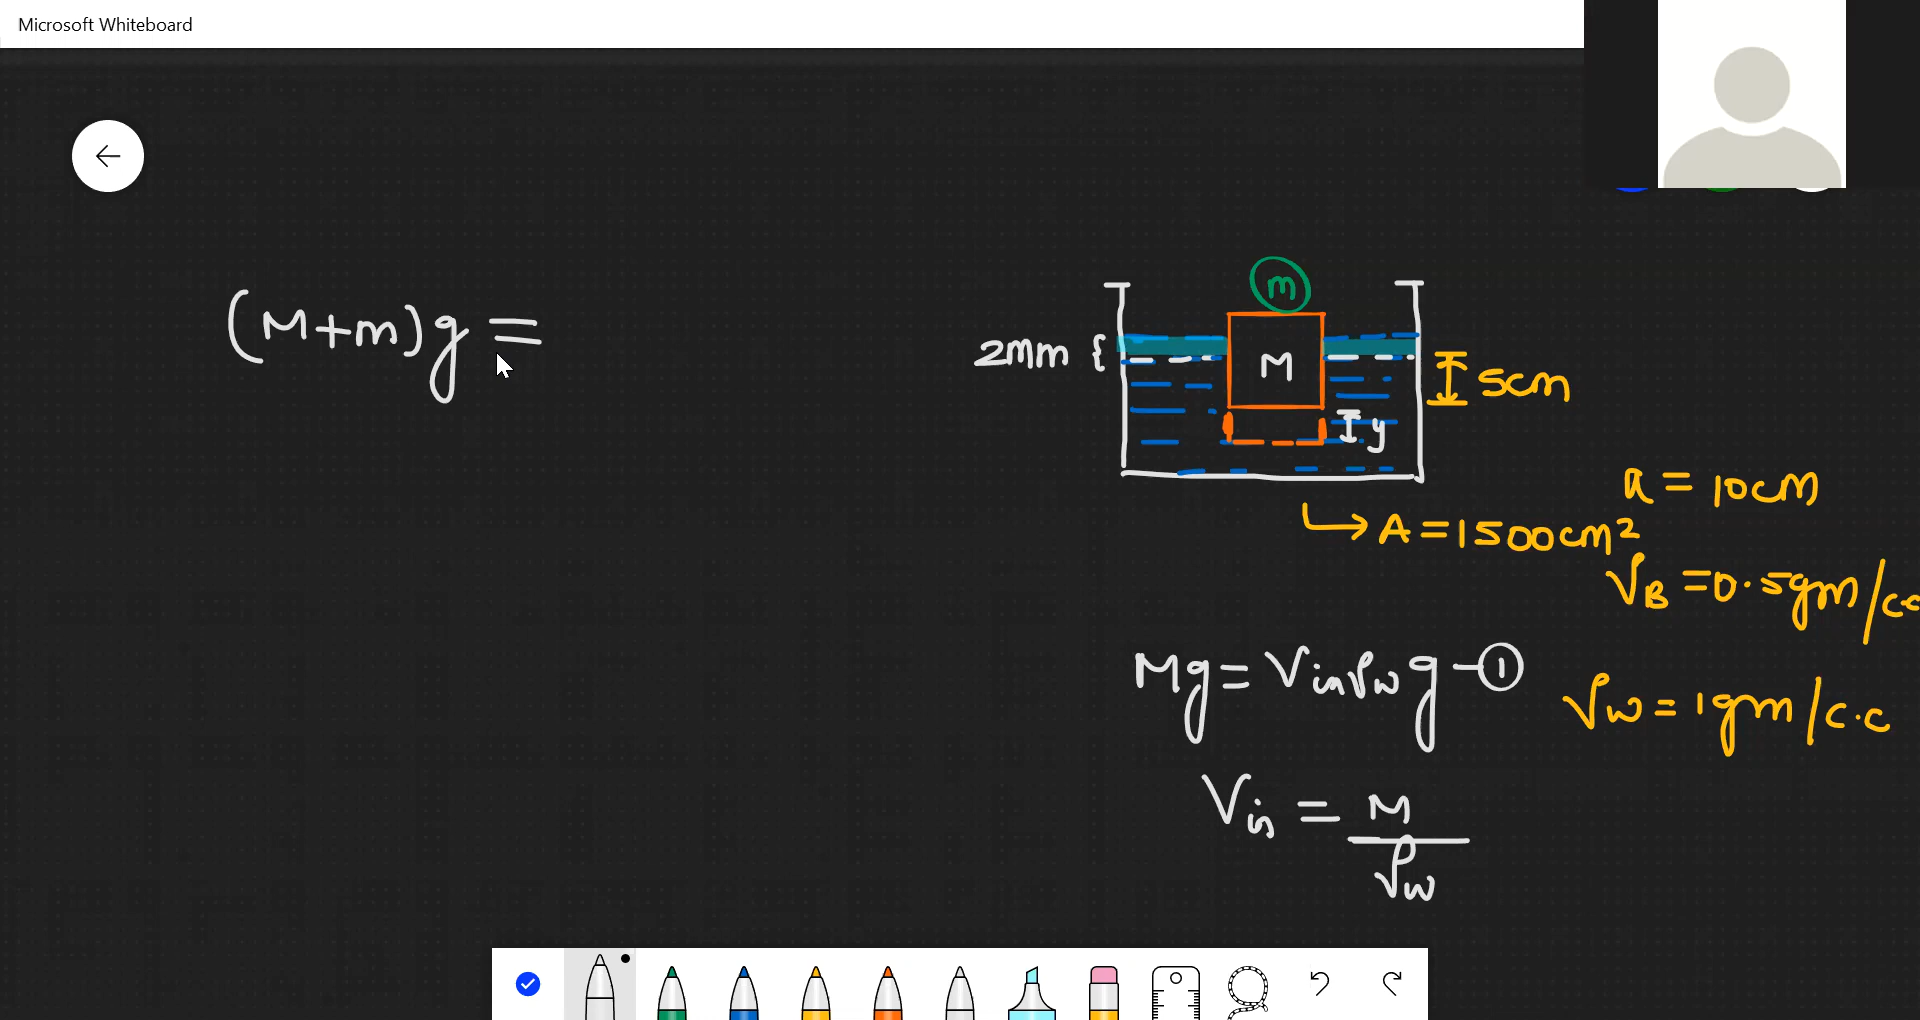 Microsoft Whiteboard
(M+m)g =
m
2mm {
M
5cm
y
a = 10cm
A = 1500cm²
ρB = 0.5gm/cc
Mg = Vin ρw g — ①
ρw = 1gm/c.c
Vin = M
ρw